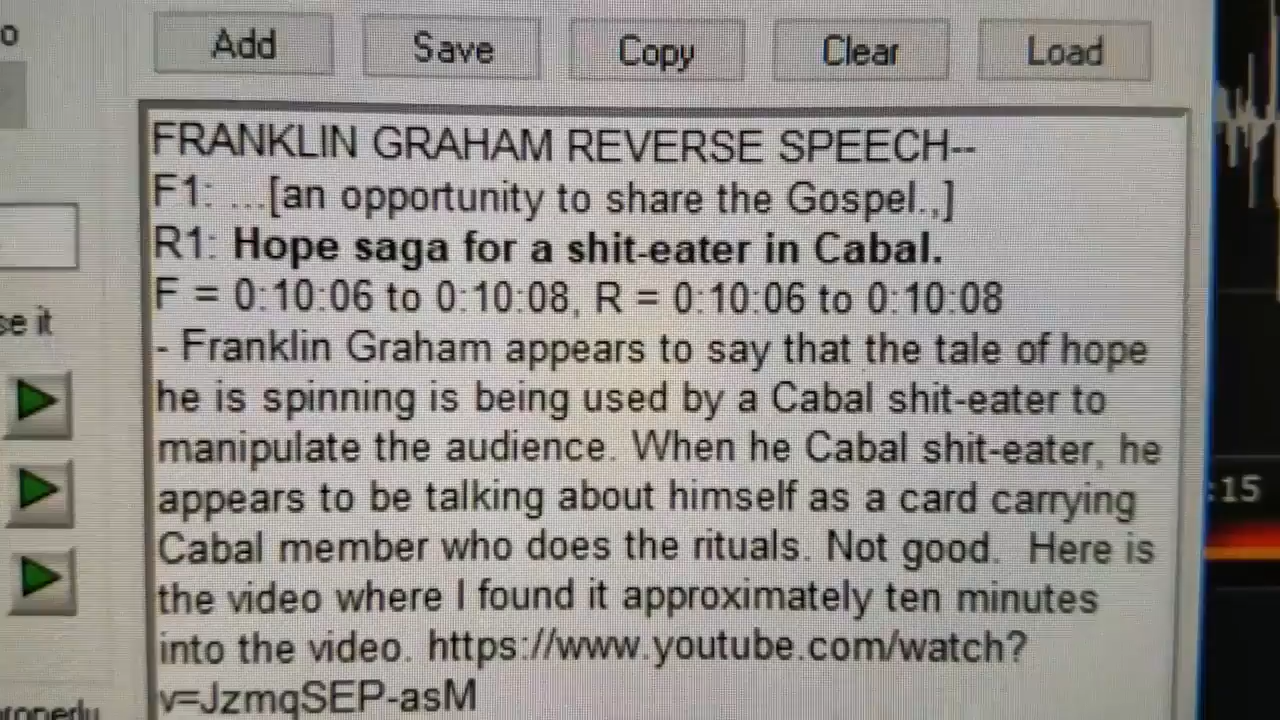 o
Add Save Copy Clear Load
FRANKLIN GRAHAM REVERSE SPEECH--
F1: ...[an opportunity to share the Gospel.,]
R1: Hope saga for a shit-eater in Cabal.
F = 0:10:06 to 0:10:08, R = 0:10:06 to 0:10:08
- Franklin Graham appears to say that the tale of hope
se it
he is spinning is being used by a Cabal shit-eater to
manipulate the audience. When he Cabal shit-eater, he
appears to be talking about himself as a card carrying
:15
Cabal member who does the rituals. Not good. Here is
the video where I found it approximately ten minutes
into the video. https://www.youtube.com/watch?
v=JzmqSEP-asM